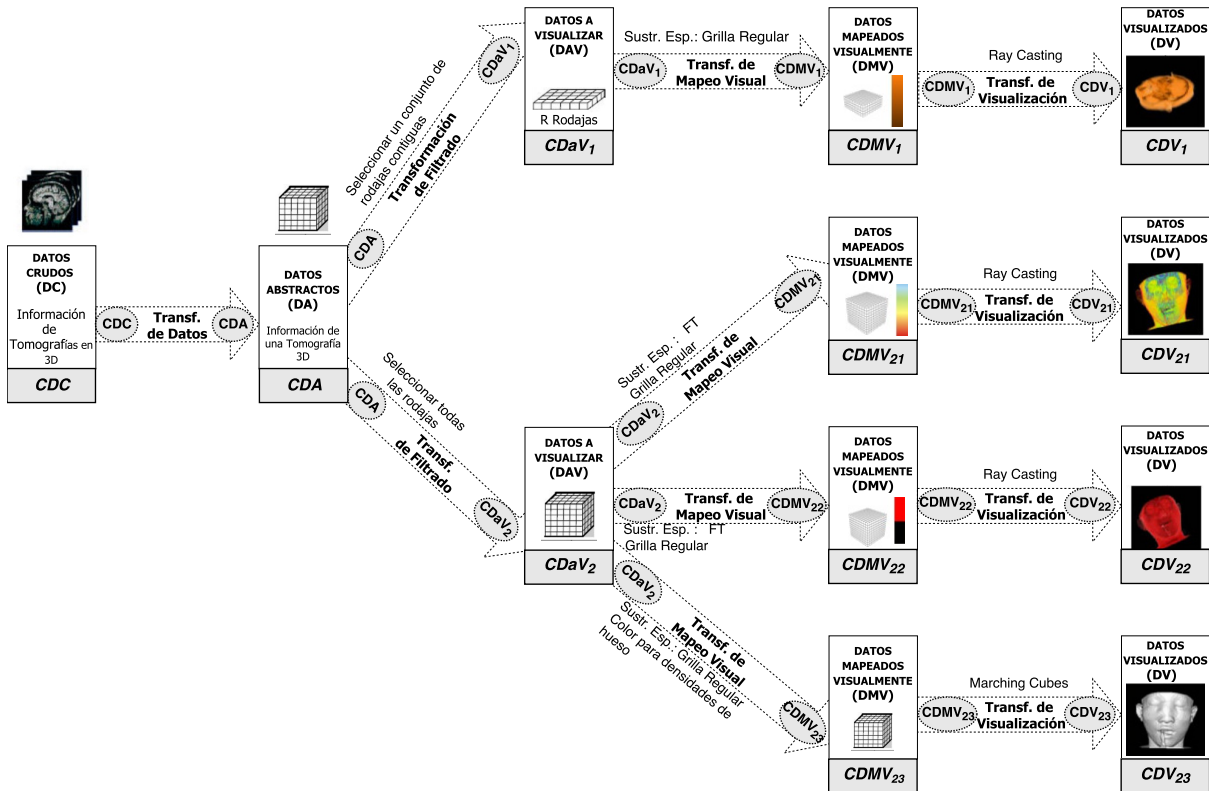 DATOS
CRUDOS
(DC)
Información
de
Tomografías en
3D
CDC
CDC
Transf.
de Datos
CDA
DATOS
ABSTRACTOS
(DA)
Información de
una Tomografía
3D
CDA
CDA
Seleccionar un conjunto de
rodajas contiguas
Transformación
de Filtrado
CDaV1
DATOS A
VISUALIZAR
(DAV)
R Rodajas
CDaV1
Sustr. Esp.: Grilla Regular
CDaV1
Transf. de
Mapeo Visual
CDMV1
DATOS
MAPEADOS
VISUALMENTE
(DMV)
CDMV1
Ray Casting
CDMV1
Transf. de
Visualización
CDV1
DATOS
VISUALIZADOS
(DV)
CDV1
CDA
Seleccionar todas
las rodajas
Transf.
de Filtrado
CDaV2
DATOS A
VISUALIZAR
(DAV)
CDaV2
CDaV2
Sustr. Esp. : FT
Grilla Regular
Transf. de
Mapeo Visual
CDMV21
DATOS
MAPEADOS
VISUALMENTE
(DMV)
CDMV21
Ray Casting
CDMV21
Transf. de
Visualización
CDV21
DATOS
VISUALIZADOS
(DV)
CDV21
CDaV2
Transf. de
Mapeo Visual
CDMV22
Sustr. Esp. : FT
Grilla Regular
DATOS
MAPEADOS
VISUALMENTE
(DMV)
CDMV22
Ray Casting
CDMV22
Transf. de
Visualización
CDV22
DATOS
VISUALIZADOS
(DV)
CDV22
CDaV2
Transf. de
Mapeo Visual
Sustr. Esp.: Grilla Regular
Color para densidades de
hueso
CDMV23
DATOS
MAPEADOS
VISUALMENTE
(DMV)
CDMV23
Marching Cubes
CDMV23
Transf. de
Visualización
CDV23
DATOS
VISUALIZADOS
(DV)
CDV23